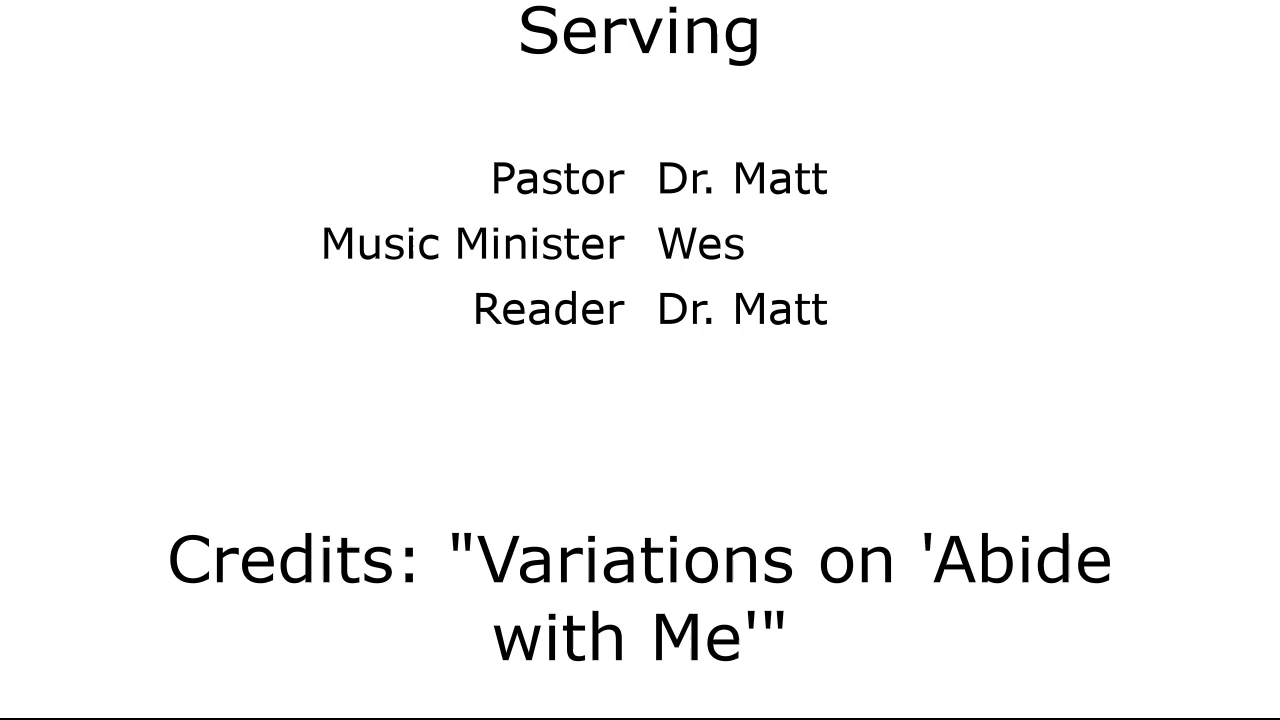 Serving
Pastor Dr. Matt
Music Minister Wes
Reader Dr. Matt
Credits: "Variations on 'Abide
with Me'"